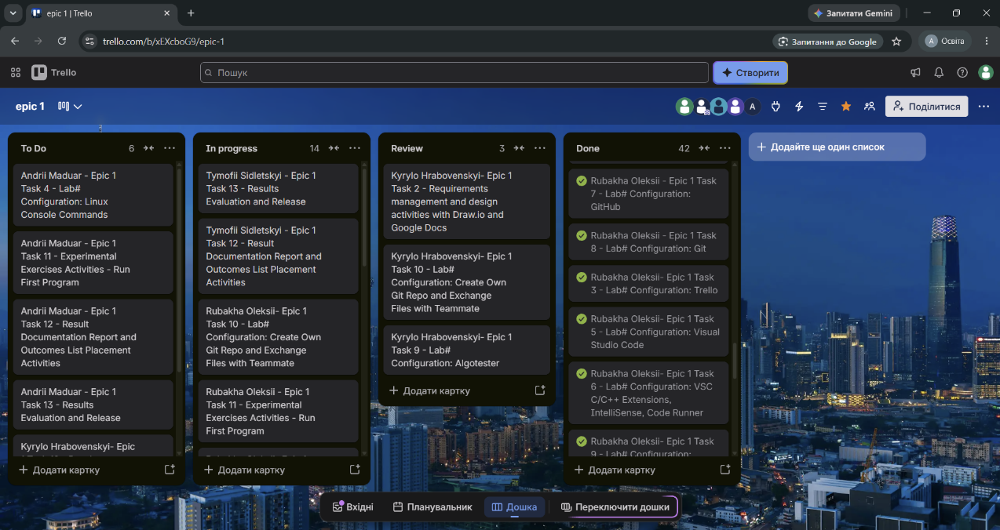 epic 1 | Trello
Запитати Gemini
trello.com/b/xEXcboG9/epic-1
Запитання до Google
A
Освіта
Trello
Пошук
Створити
epic 1
A
Поділитися
To Do
6
Andrii Maduar - Epic 1
Task 4 - Lab#
Configuration: Linux
Console Commands
Andrii Maduar - Epic 1
Task 11 - Experimental
Exercises Activities - Run
First Program
Andrii Maduar - Epic 1
Task 12 - Result
Documentation Report and
Outcomes List Placement
Activities
Andrii Maduar - Epic 1
Task 13 - Results
Evaluation and Release
Kyrylo Hrabovenskyi- Epic
Додати картку
In progress
14
Tymofii Sidletskyi - Epic 1
Task 13 - Results
Evaluation and Release
Tymofii Sidletskyi - Epic 1
Task 12 - Result
Documentation Report and
Outcomes List Placement
Activities
Rubakha Oleksii- Epic 1
Task 10 - Lab#
Configuration: Create Own
Git Repo and Exchange
Files with Teammate
Rubakha Oleksii - Epic 1
Task 11 - Experimental
Exercises Activities - Run
First Program
Додати картку
Review
3
Kyrylo Hrabovenskyi- Epic 1
Task 2 - Requirements
management and design
activities with Draw.io and
Google Docs
Kyrylo Hrabovenskyi- Epic 1
Task 10 - Lab#
Configuration: Create Own
Git Repo and Exchange
Files with Teammate
Kyrylo Hrabovenskyi- Epic 1
Task 9 - Lab#
Configuration: Algotester
Додати картку
Done
42
Rubakha Oleksii - Epic 1 Task
7 - Lab# Configuration:
GitHub
Rubakha Oleksii - Epic 1 Task
8 - Lab# Configuration: Git
Rubakha Oleksii- Epic 1 Task
3 - Lab# Configuration: Trello
Rubakha Oleksii- Epic 1 Task
5 - Lab# Configuration: Visual
Studio Code
Rubakha Oleksii- Epic 1 Task
6 - Lab# Configuration: VSC
C/C++ Extensions,
IntelliSense, Code Runner
Rubakha Oleksii- Epic 1 Task
9 - Lab# Configuration:
Додати картку
Додайте ще один список
Вхідні
Планувальник
Дошка
Переключити дошки